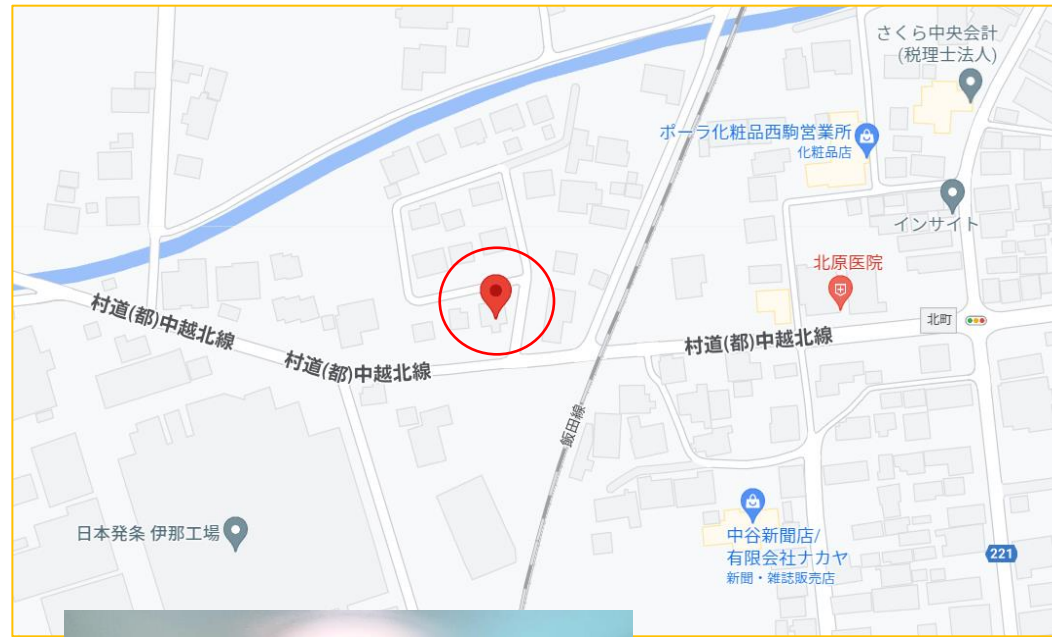 さくら中央会計
(税理士法人)
ポーラ化粧品西駒営業所
化粧品店
インサイト
北原医院
村道(都)中越北線
北町
村道(都)中越北線
村道(都)中越北線
飯田線
日本発条 伊那工場
中谷新聞店/
有限会社ナカヤ
新聞・雑誌販売店
221